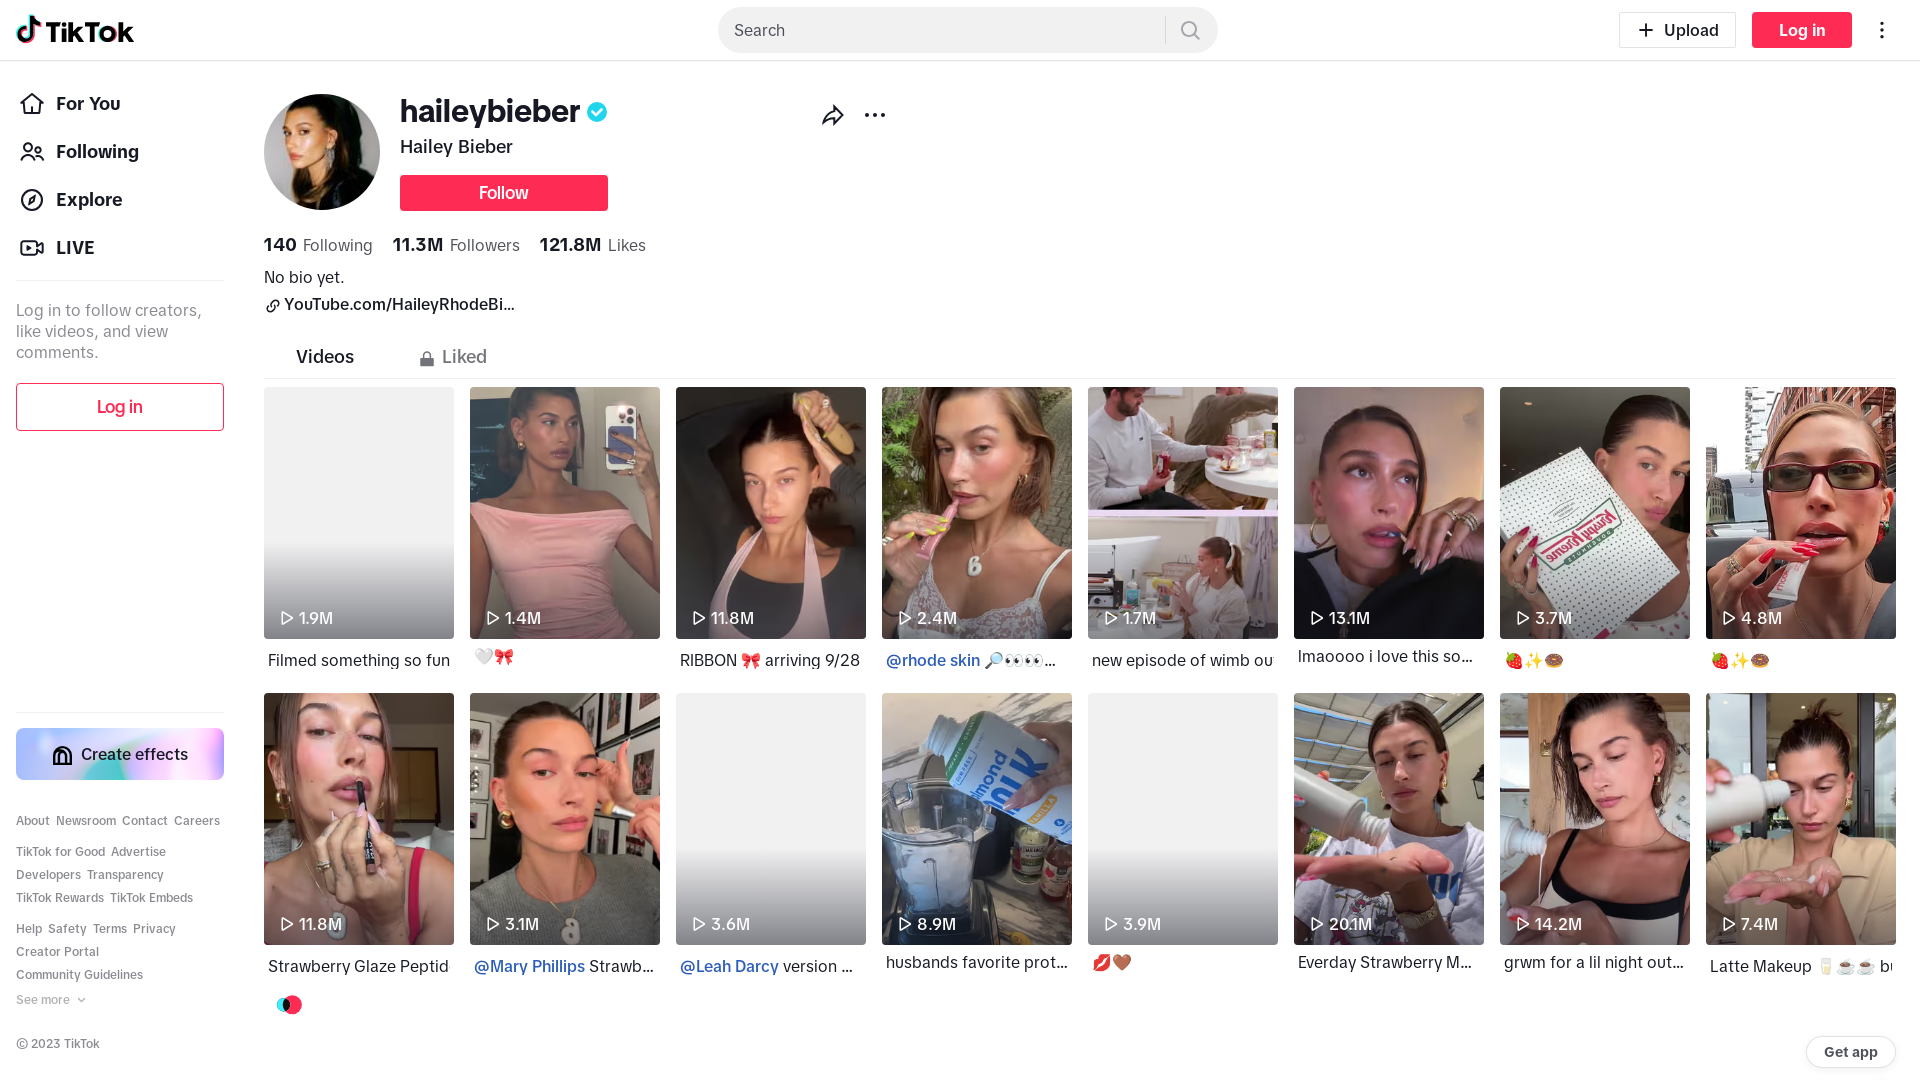 TikTok
Search
Upload
Log in
For You
Following
Explore
LIVE
Log in to follow creators,
like videos, and view
comments.
Log in
Create effects
About Newsroom Contact Careers
TikTok for Good Advertise
Developers Transparency
TikTok Rewards TikTok Embeds
Help Safety Terms Privacy
Creator Portal
Community Guidelines
See more
© 2023 TikTok
haileybieber
Hailey Bieber
Follow
140 Following 11.3M Followers 121.8M Likes
No bio yet.
YouTube.com/HaileyRhodeBi...
Videos
Liked
1.9M
1.4M
11.8M
2.4M
1.7M
13.1M
Krispy Kreme
DOUGHNUTS
3.7M
4.8M
Filmed something so fun
🤍🎀
RIBBON 🎀 arriving 9/28
@rhode skin 🔎👀👀...
new episode of wimb ou
lmaoooo i love this so...
🍓✨🍩
🍓✨🍩
11.8M
3.1M
3.6M
almond
MILK
VANILLA
8.9M
3.9M
20.1M
14.2M
7.4M
Strawberry Glaze Peptid
@Mary Phillips Strawb...
@Leah Darcy version ...
husbands favorite prot...
💋🤎
Everday Strawberry M...
grwm for a lil night out...
Latte Makeup 🥛☕☕ bu
Get app